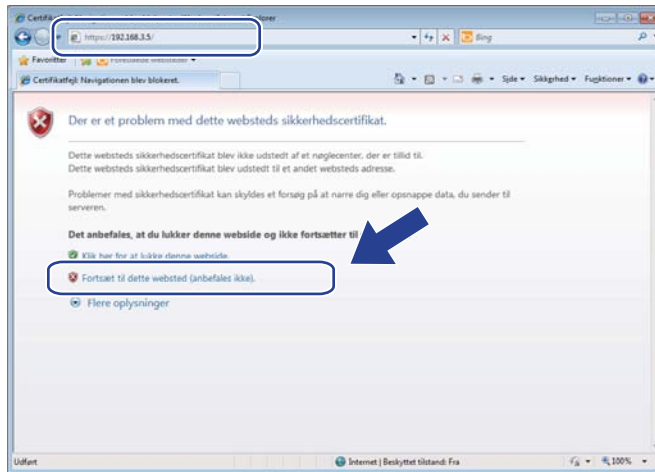 https://192.168.3.5/
Bing
Favoritter
Certifikatfejl: Navigationen blev blokeret.
Side Sikkerhed Funktioner
Der er et problem med dette websteds sikkerhedscertifikat.
Dette websteds sikkerhedscertifikat blev ikke udstedt af et nøglecenter, der er tillid til.
Dette websteds sikkerhedscertifikat blev udstedt til et andet websteds adresse.
Problemer med sikkerhedscertifikat kan skyldes et forsøg på at narre dig eller opsnappe data, du sender til
serveren.
Det anbefales, at du lukker denne webside og ikke fortsætter til
Klik her for at lukke denne webside.
Fortsæt til dette websted (anbefales ikke).
Flere oplysninger
Udført
Internet | Beskyttet tilstand: Fra
100%